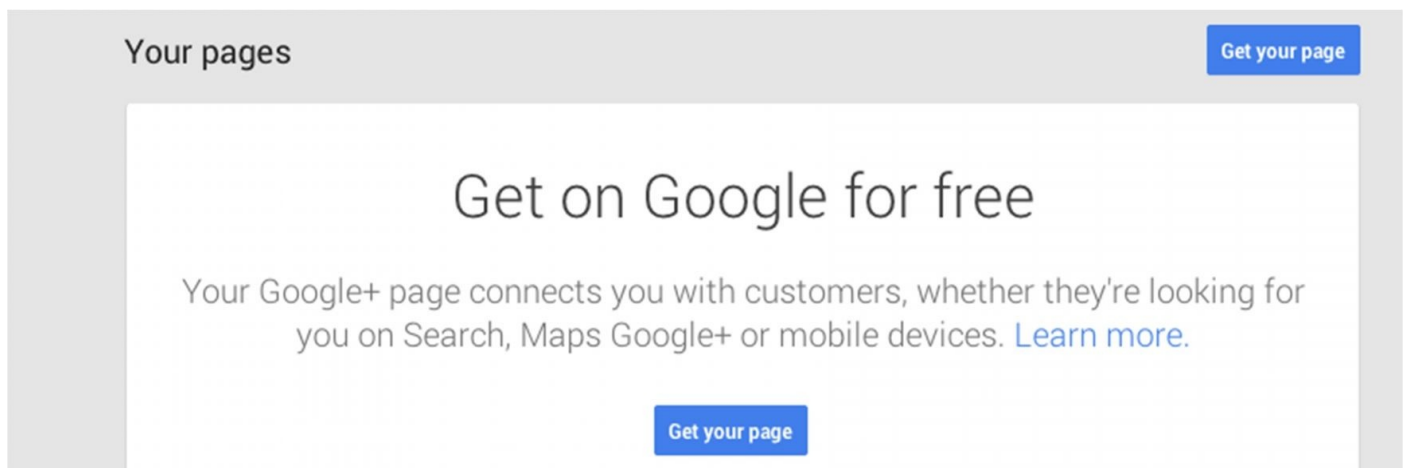 Your pages
Get your page
Get on Google for free
Your Google+ page connects you with customers, whether they're looking for
you on Search, Maps Google+ or mobile devices. Learn more.
Get your page